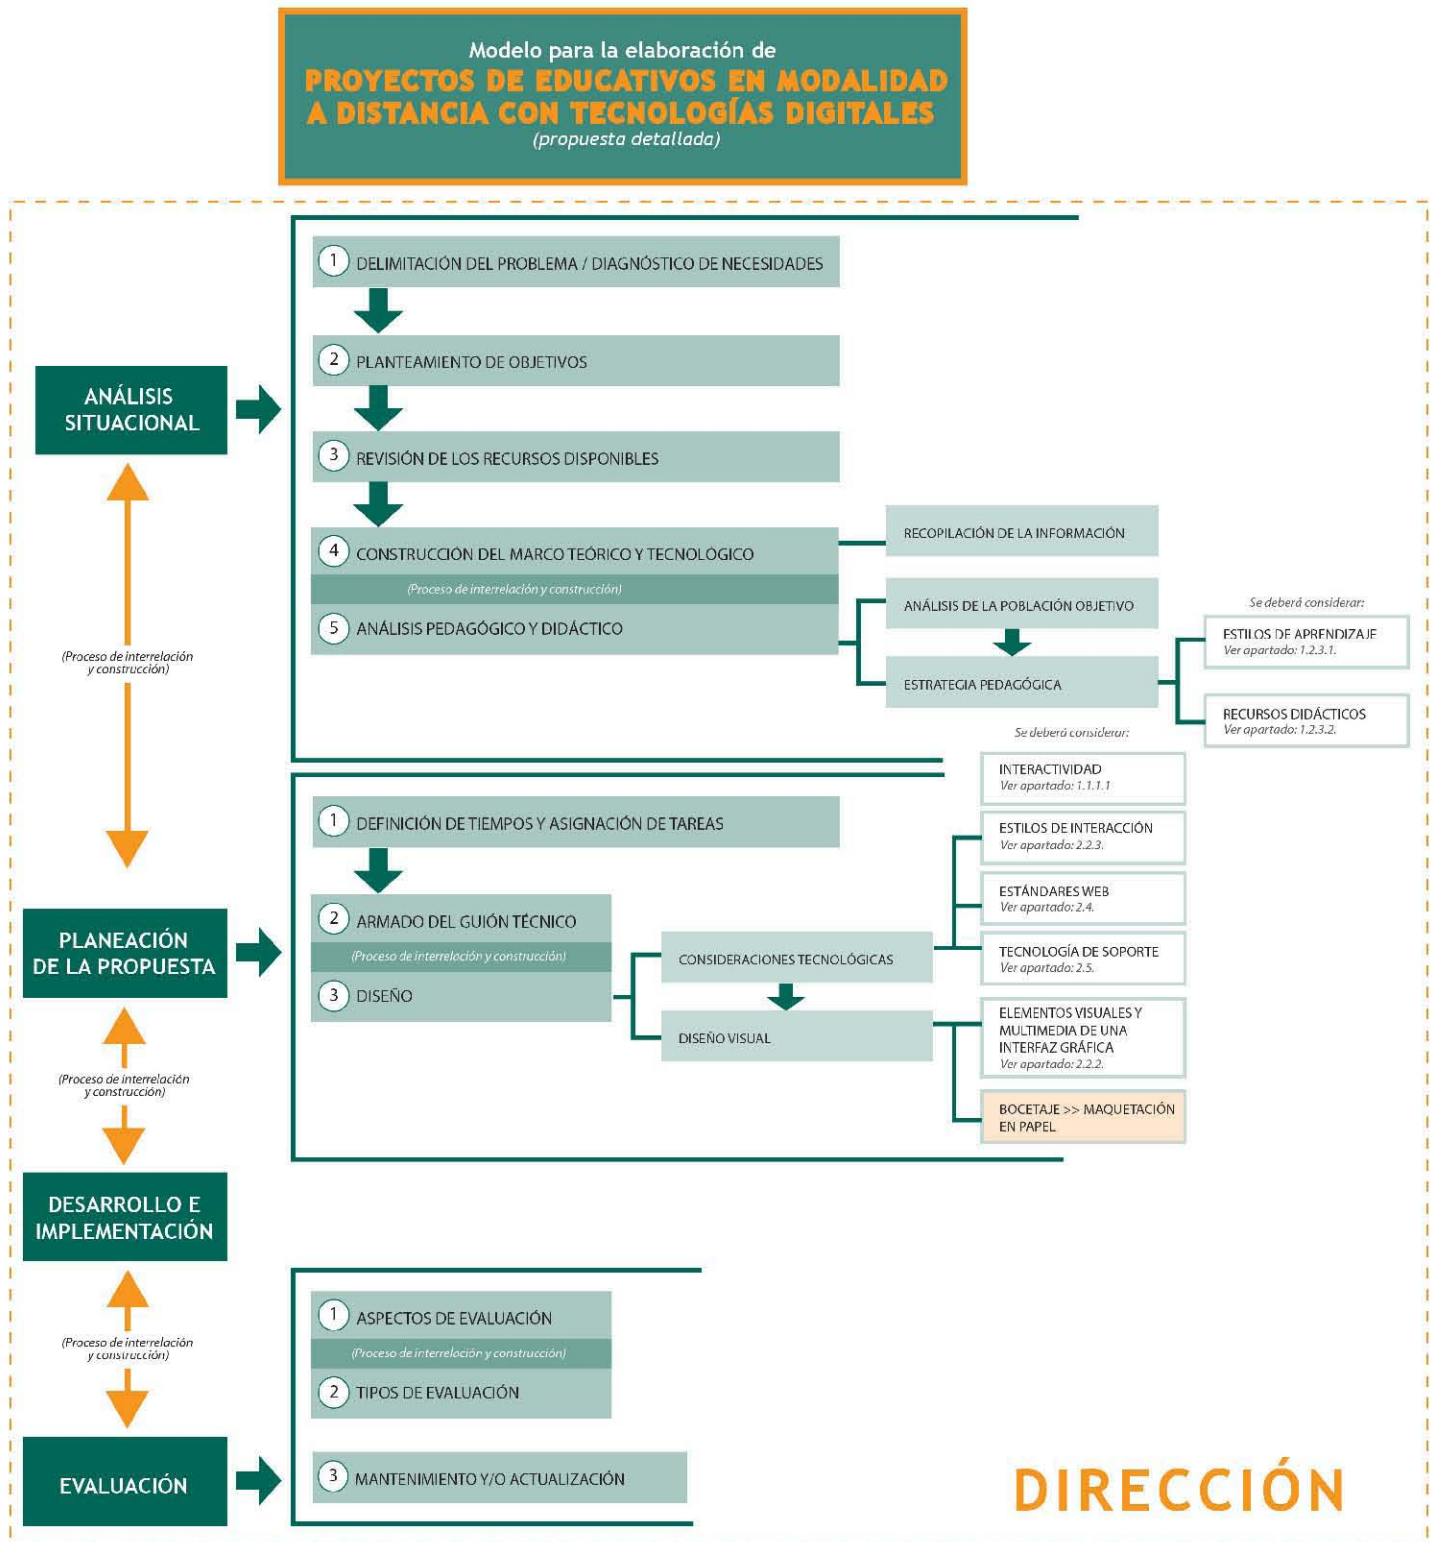 Modelo para la elaboración de
PROYECTOS DE EDUCATIVOS EN MODALIDAD
A DISTANCIA CON TECNOLOGÍAS DIGITALES
(propuesta detallada)
ANÁLISIS
SITUACIONAL
1 DELIMITACIÓN DEL PROBLEMA / DIAGNÓSTICO DE NECESIDADES
2 PLANTEAMIENTO DE OBJETIVOS
3 REVISIÓN DE LOS RECURSOS DISPONIBLES
4 CONSTRUCCIÓN DEL MARCO TEÓRICO Y TECNOLÓGICO
(Proceso de interrelación y construcción)
5 ANÁLISIS PEDAGÓGICO Y DIDÁCTICO
RECOPILACIÓN DE LA INFORMACIÓN
ANÁLISIS DE LA POBLACIÓN OBJETIVO
ESTRATEGIA PEDAGÓGICA
Se deberá considerar:
ESTILOS DE APRENDIZAJE
Ver apartado: 1.2.3.1.
RECURSOS DIDÁCTICOS
Ver apartado: 1.2.3.2.
(Proceso de interrelación
y construcción)
PLANEACIÓN
DE LA PROPUESTA
1 DEFINICIÓN DE TIEMPOS Y ASIGNACIÓN DE TAREAS
2 ARMADO DEL GUIÓN TÉCNICO
(Proceso de interrelación y construcción)
3 DISEÑO
CONSIDERACIONES TECNOLÓGICAS
DISEÑO VISUAL
Se deberá considerar:
INTERACTIVIDAD
Ver apartado: 1.1.1.1
ESTILOS DE INTERACCIÓN
Ver apartado: 2.2.3.
ESTÁNDARES WEB
Ver apartado: 2.4.
TECNOLOGÍA DE SOPORTE
Ver apartado: 2.5.
ELEMENTOS VISUALES Y
MULTIMEDIA DE UNA
INTERFAZ GRÁFICA
Ver apartado: 2.2.2.
BOCETAJE >> MAQUETACIÓN
EN PAPEL
(Proceso de interrelación
y construcción)
DESARROLLO E
IMPLEMENTACIÓN
(Proceso de interrelación
y construcción)
EVALUACIÓN
1 ASPECTOS DE EVALUACIÓN
(Proceso de interrelación y construcción)
2 TIPOS DE EVALUACIÓN
3 MANTENIMIENTO Y/O ACTUALIZACIÓN
DIRECCIÓN